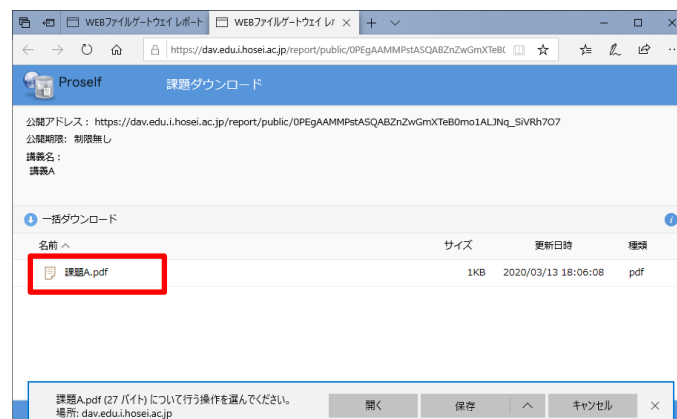 WEBファイルゲートウェイ レポート
WEBファイルゲートウェイ レ
https://dav.edu.i.hosei.ac.jp/report/public/0PEgAAMMPstASQABZnZwGmXTeB
Proself
課題ダウンロード
公開アドレス： https://dav.edu.i.hosei.ac.jp/report/public/0PEgAAMMPstASQABZnZwGmXTeB0mo1ALJNq_SiVRh7O7
公開期限： 制限無し
講義名：
講義A
一括ダウンロード
名前 サイズ 更新日時 種類
課題A.pdf 1KB 2020/03/13 18:06:08 pdf
課題A.pdf (27 バイト) について行う操作を選んでください。
場所: dav.edu.i.hosei.ac.jp
開く 保存 キャンセル